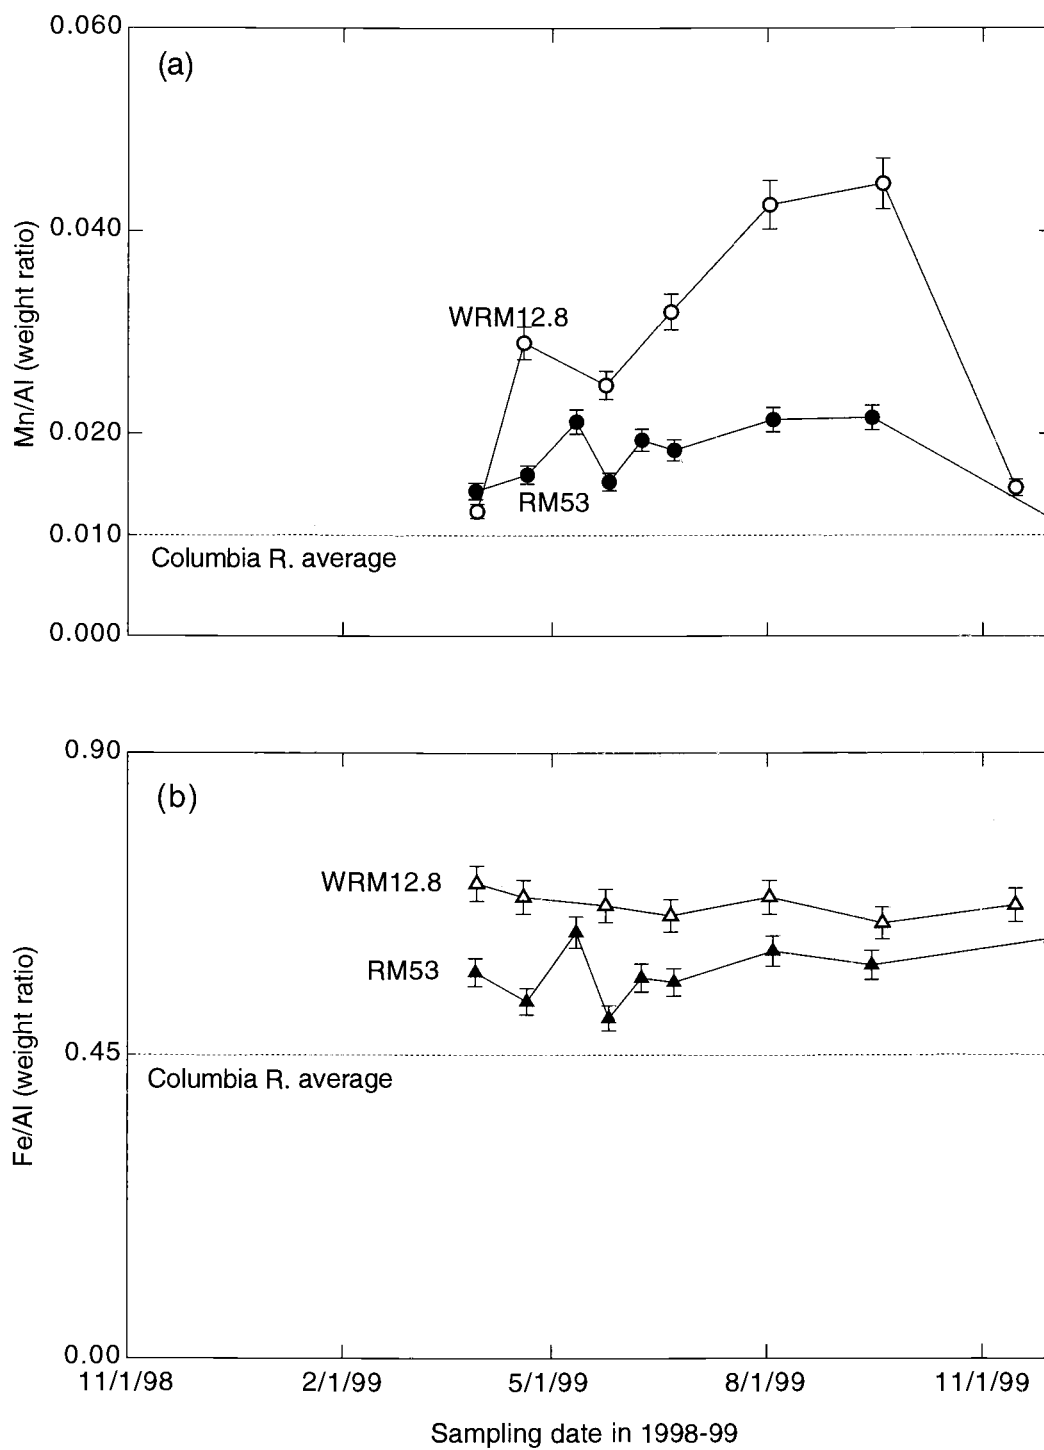 0.060
(a)
0.040
WRM12.8
0.020
RM53
0.010
Columbia R. average
0.000
Mn/Al (weight ratio)
0.90
(b)
WRM12.8
RM53
0.45
Columbia R. average
0.00
Fe/Al (weight ratio)
11/1/98 2/1/99 5/1/99 8/1/99 11/1/99
Sampling date in 1998-99